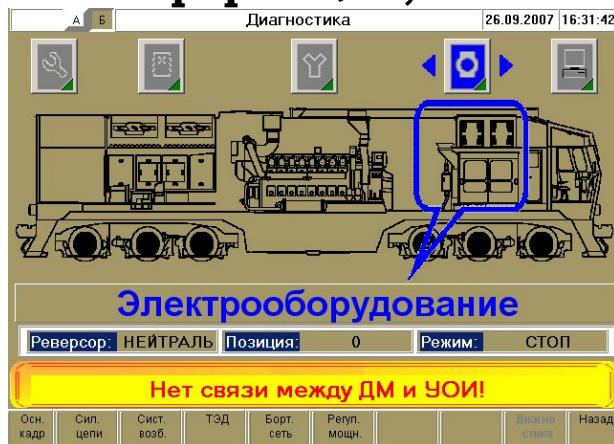 А Б Диагностика 26.09.2007 16:31:42
Электрооборудование
Реверсор: НЕЙТРАЛЬ Позиция: 0 Режим: СТОП
Нет связи между ДМ и УОИ!
Осн. Сил. Сист. ТЭД Борт. Регул. Диагно Назад
кадр цепи возб. сеть мощн. стика